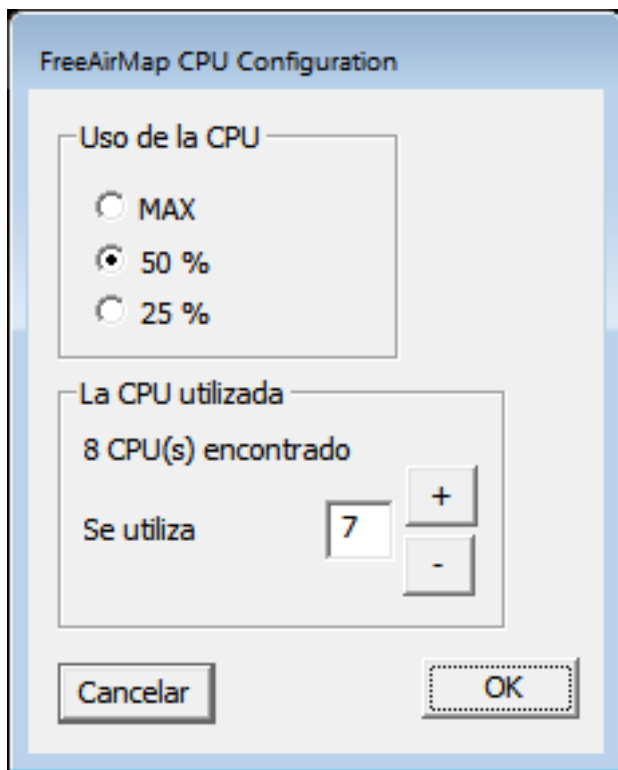 FreeAirMap CPU Configuration
Uso de la CPU
MAX
50 %
25 %
La CPU utilizada
8 CPU(s) encontrado
+
Se utiliza 7
-
Cancelar OK